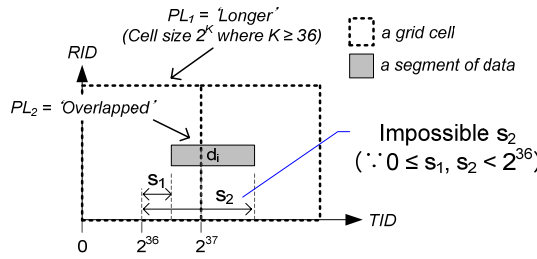 PL₁ = 'Longer'
(Cell size 2ᴷ where K ≥ 36)
a grid cell
RID
a segment of data
PL₂ = 'Overlapped'
Impossible s₂
(∵ 0 ≤ s₁, s₂ < 2³⁶)
dᵢ
s₁
s₂
TID
0
2³⁶
2³⁷